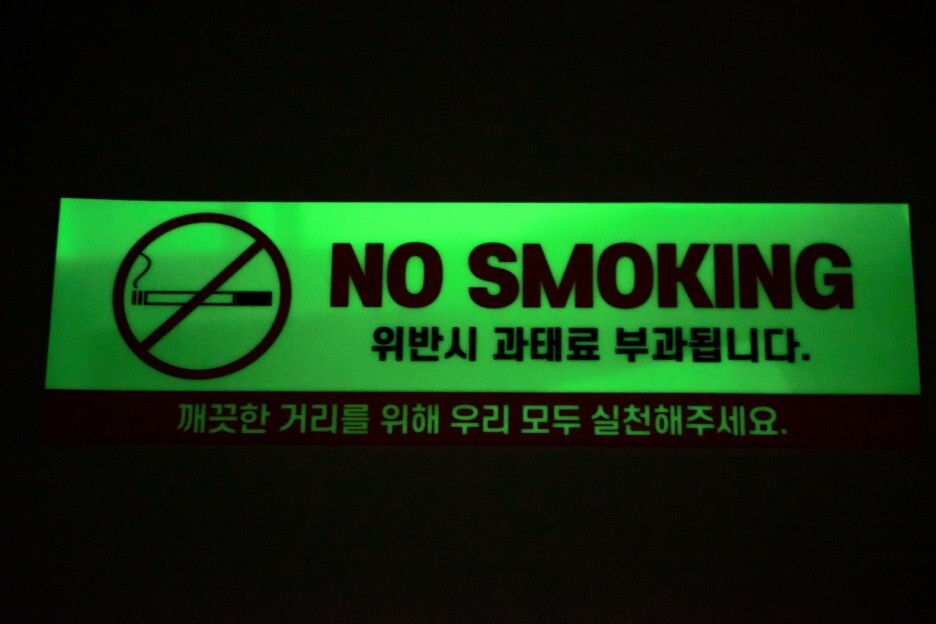 NO SMOKING
위반시 과태료 부과됩니다.
깨끗한 거리를 위해 우리 모두 실천해주세요.